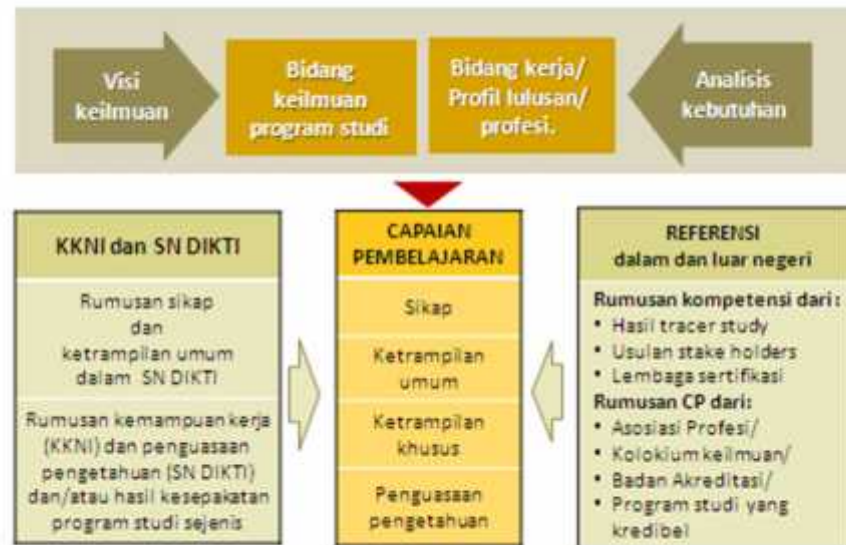 Visi
keilmuan
Bidang
keilmuan
program studi
Bidang kerja/
Profil lulusan/
profesi.
Analisis
kebutuhan
KKNI dan SN DIKTI
Rumusan sikap
dan
ketrampilan umum
dalam SN DIKTI
Rumusan kemampuan kerja
(KKNI) dan penguasaan
pengetahuan (SN DIKTI)
dan/atau hasil kesepakatan
program studi sejenis
CAPAIAN
PEMBELAJARAN
Sikap
Ketrampilan
umum
Ketrampilan
khusus
Penguasaan
pengetahuan
REFERENSI
dalam dan luar negeri
Rumusan kompetensi dari :
• Hasil tracer study
• Usulan stake holders
• Lembaga sertifikasi
Rumusan CP dari:
• Asosiasi Profesi/
• Kolokium keilmuan/
• Badan Akreditasi/
• Program studi yang
kredibel